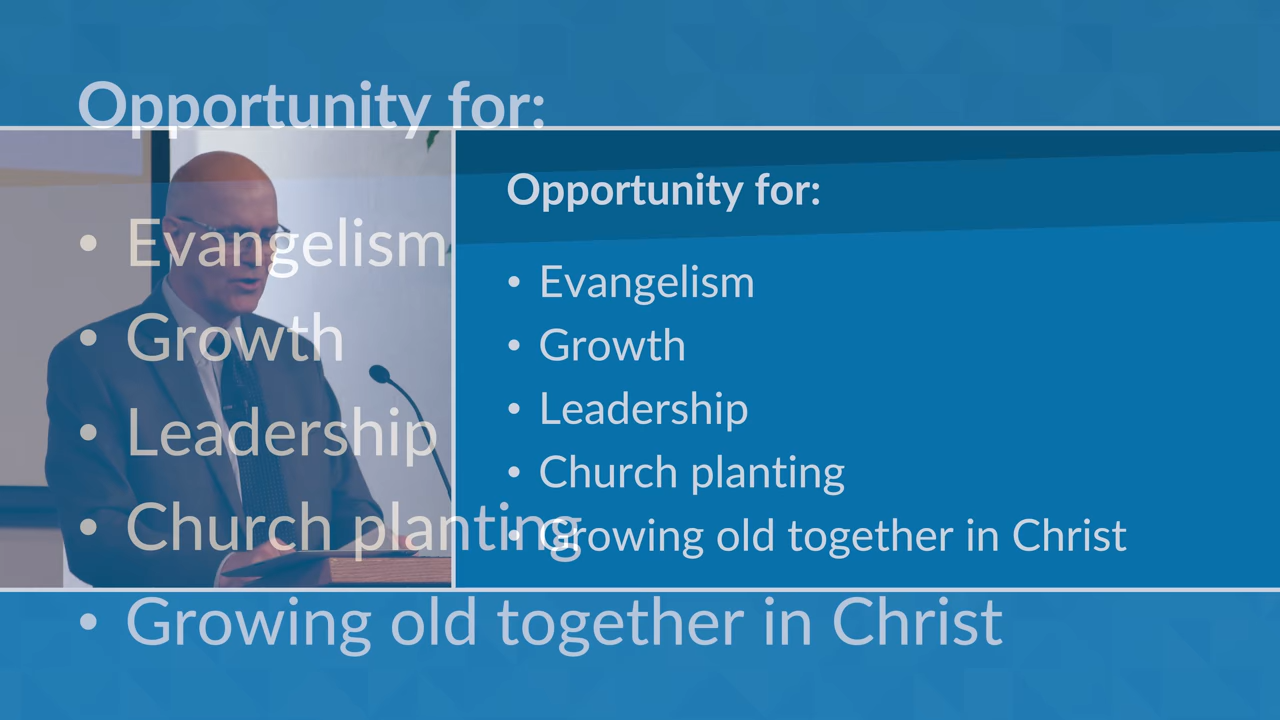 Opportunity for:
• Evangelism
• Growth
• Leadership
• Church planting
• Growing old together in Christ
Opportunity for:
• Evangelism
• Growth
• Leadership
• Church planting
• Growing old together in Christ